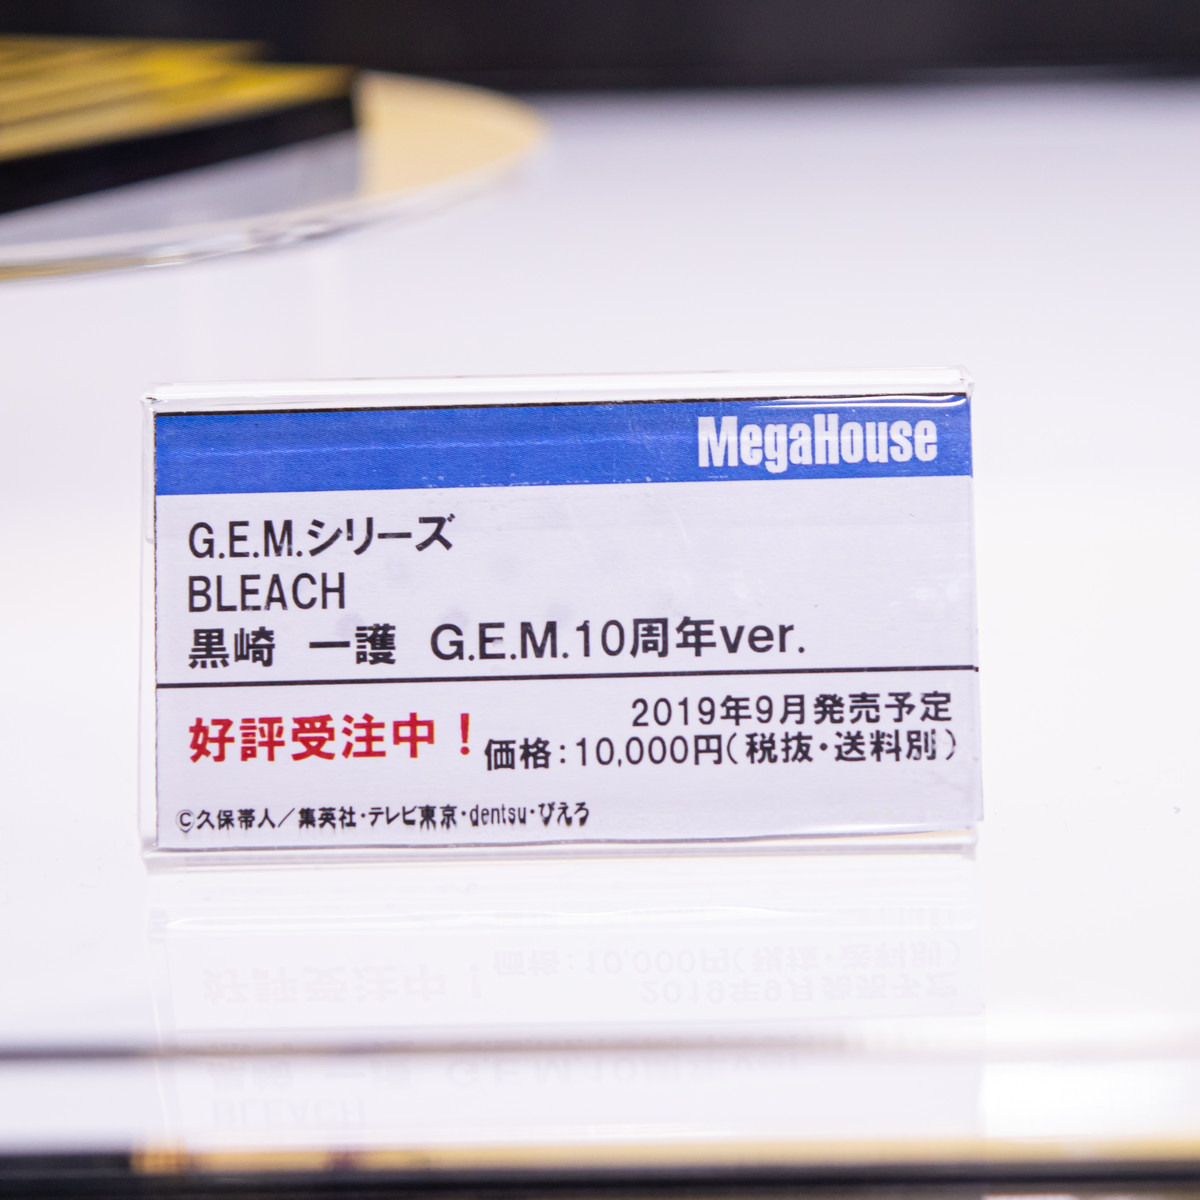 MegaHouse
G.E.M.シリーズ
BLEACH
黒崎 一護 G.E.M.10周年ver.
好評受注中！
2019年9月発売予定
価格：10,000円（税抜・送料別）
©久保帯人／集英社・テレビ東京・dentsu・ぴえろ